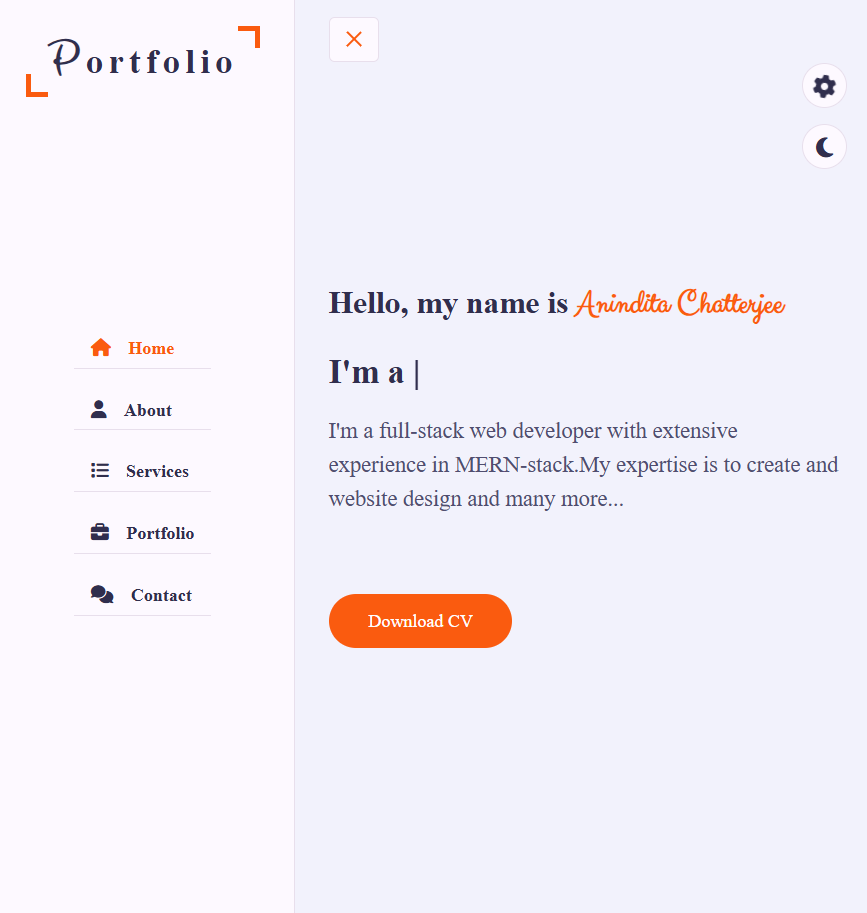 Portfolio
Home
About
Services
Portfolio
Contact
Hello, my name is Anindita Chatterjee
I'm a |
I'm a full-stack web developer with extensive
experience in MERN-stack.My expertise is to create and
website design and many more...
Download CV